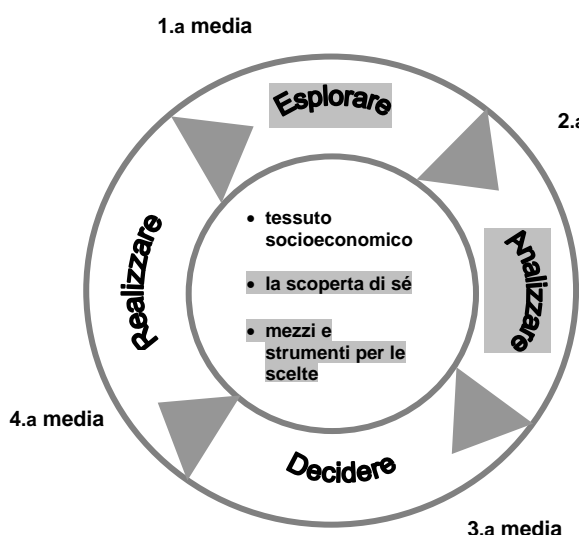 1.a media
Esplorare
2.a
• tessuto
socioeconomico
• la scoperta di sé
• mezzi e
strumenti per le
scelte
Analizzare
Realizzare
4.a media
Decidere
3.a media